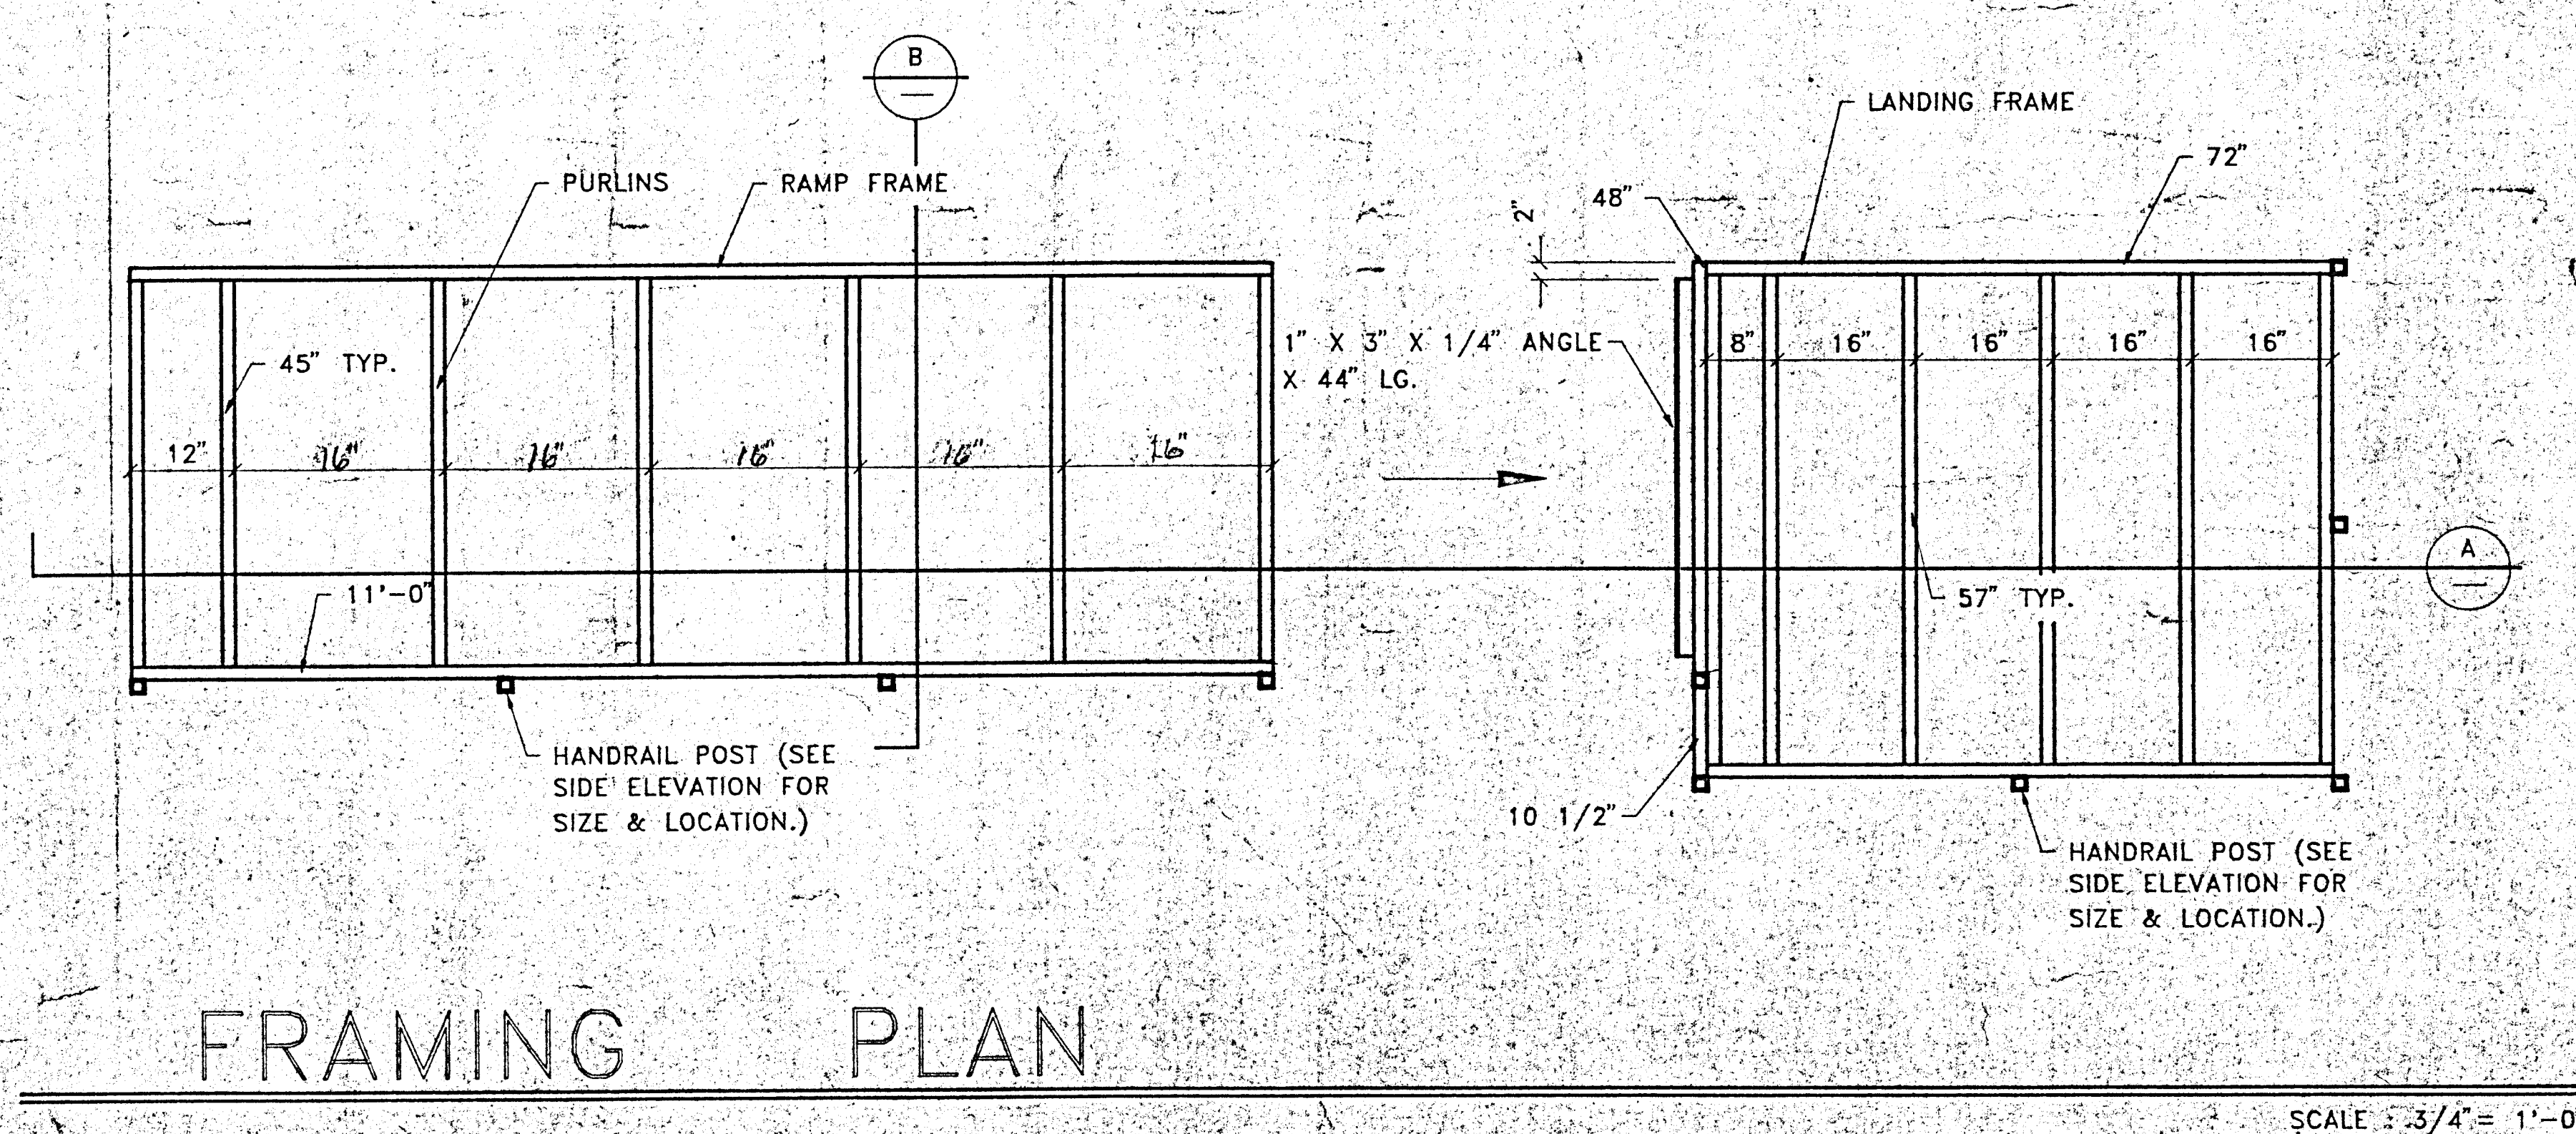 B
LANDING FRAME
72"
PURLINS
RAMP FRAME
48"
2"
1" X 3" X 1/4" ANGLE
X 44" LG.
8"
16"
16"
16"
16"
45" TYP.
12"
16"
16"
16"
16"
16"
A
11'-0"
57" TYP.
HANDRAIL POST (SEE
SIDE ELEVATION FOR
SIZE & LOCATION.)
10 1/2"
HANDRAIL POST (SEE
SIDE ELEVATION FOR
SIZE & LOCATION.)
FRAMING PLAN
SCALE : 3/4" = 1'-0